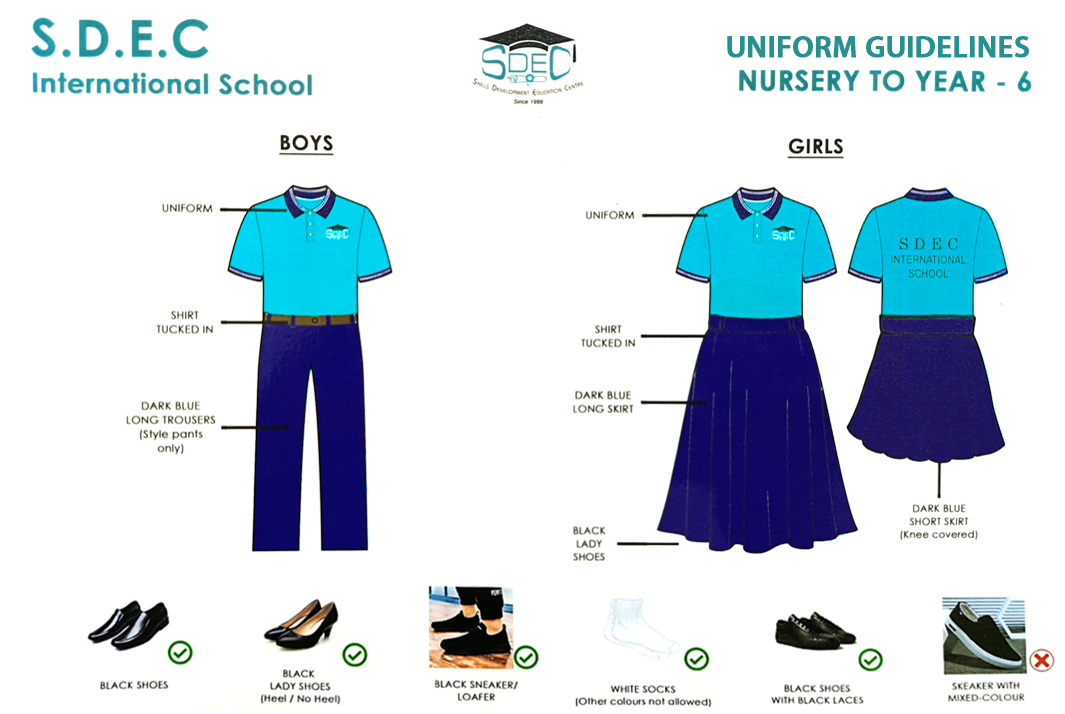 S.D.E.C
International School
SDEC
SKILLS DEVELOPMENT EDUCATION CENTRE
Since 1999
UNIFORM GUIDELINES
NURSERY TO YEAR - 6
BOYS
UNIFORM
SDEC
SHIRT
TUCKED IN
DARK BLUE
LONG TROUSERS
(Style pants
only)
GIRLS
UNIFORM
SDEC
SDEC
INTERNATIONAL
SCHOOL
SHIRT
TUCKED IN
DARK BLUE
LONG SKIRT
BLACK
LADY
SHOES
DARK BLUE
SHORT SKIRT
(Knee covered)
BLACK SHOES
BLACK
LADY SHOES
(Heel / No Heel)
BLACK SNEAKER/
LOAFER
WHITE SOCKS
(Other colours not allowed)
BLACK SHOES
WITH BLACK LACES
SKEAKER WITH
MIXED-COLOUR